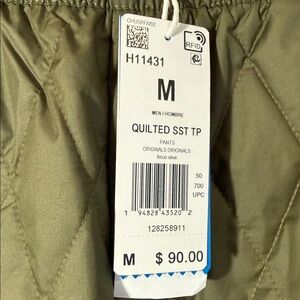 RFID
H11431
M
MEN / HOMBRE
QUILTED SST TP
PANTS
ORIGINALS ORIGINALS
focus olive
50
700
UPC
1 94828 43520 2
128258911
M $ 90.00